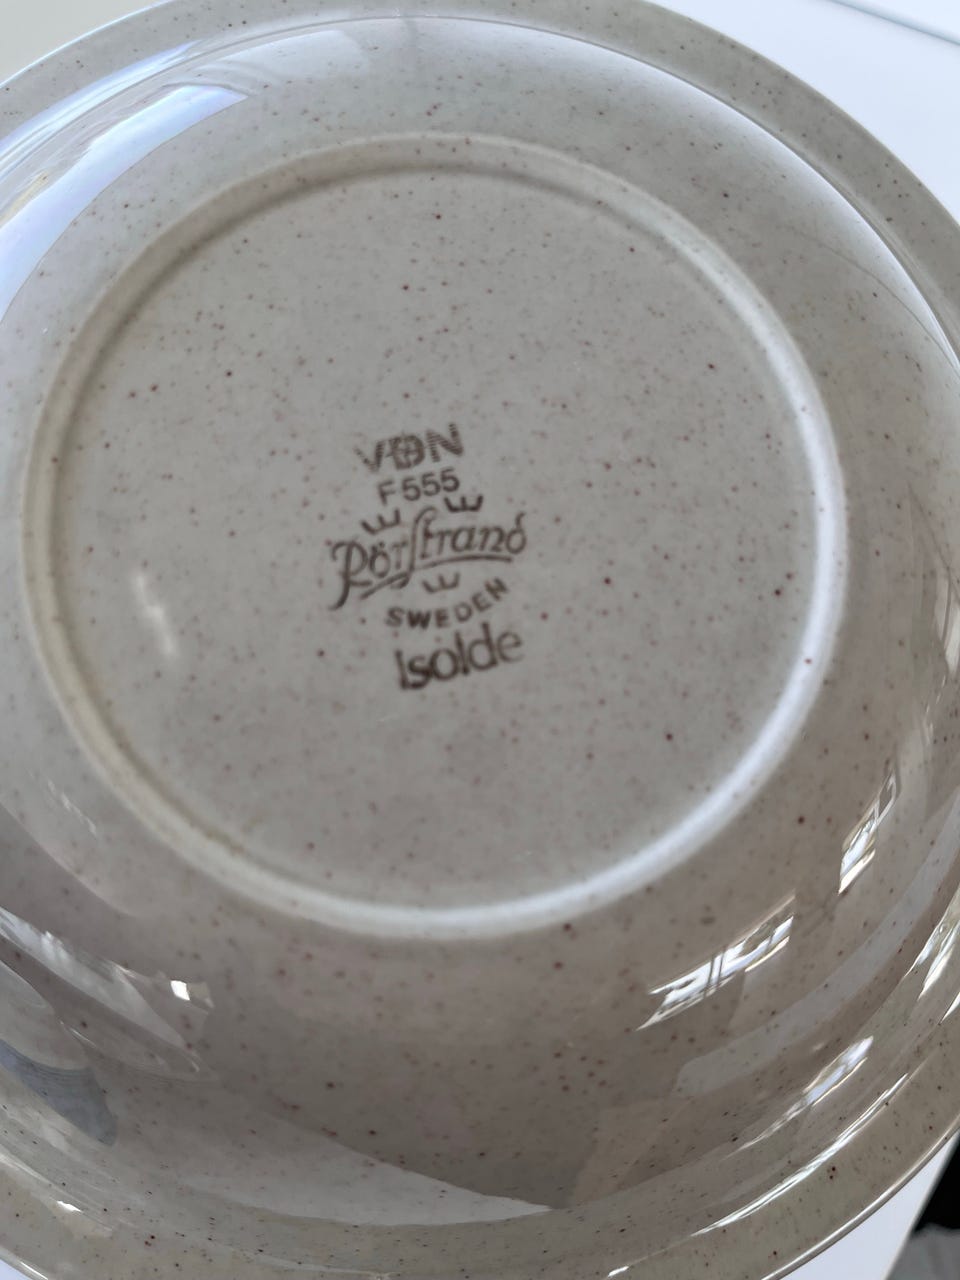 VDN
F555
Rörstrand
SWEDEN
Isolde